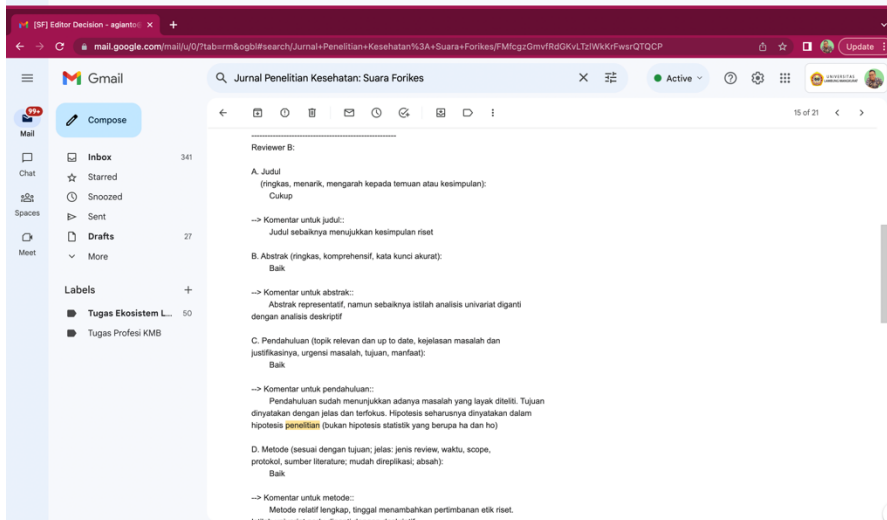 [SF] Editor Decision - agianto
mail.google.com/mail/u/0/?tab=rm&ogbl#search/Jurnal+Penelitian+Kesehatan%3A+Suara+Forikes/FMfcgzGmvfRdGKvLTzlWkKrFwsrQTQCP
Update
Gmail
Jurnal Penelitian Kesehatan: Suara Forikes
Active
UNIVERSITAS
99+
Mail
Compose
15 of 21
Chat
Spaces
Meet
Inbox 341
Starred
Snoozed
Sent
Drafts 27
More
Labels
Tugas Ekosistem L... 50
Tugas Profesi KMB
Reviewer B:
A. Judul
(ringkas, menarik, mengarah kepada temuan atau kesimpulan):
Cukup
--> Komentar untuk judul::
Judul sebaiknya menujukkan kesimpulan riset
B. Abstrak (ringkas, komprehensif, kata kunci akurat):
Baik
--> Komentar untuk abstrak::
Abstrak representatif, namun sebaiknya istilah analisis univariat diganti
dengan analisis deskriptif
C. Pendahuluan (topik relevan dan up to date, kejelasan masalah dan
justifikasinya, urgensi masalah, tujuan, manfaat):
Baik
--> Komentar untuk pendahuluan::
Pendahuluan sudah menunjukkan adanya masalah yang layak diteliti. Tujuan
dinyatakan dengan jelas dan terfokus. Hipotesis seharusnya dinyatakan dalam
hipotesis penelitian (bukan hipotesis statistik yang berupa ha dan ho)
D. Metode (sesuai dengan tujuan; jelas: jenis review, waktu, scope,
protokol, sumber literature; mudah direplikasi; absah):
Baik
--> Komentar untuk metode::
Metode relatif lengkap, tinggal menambahkan pertimbanan etik riset.